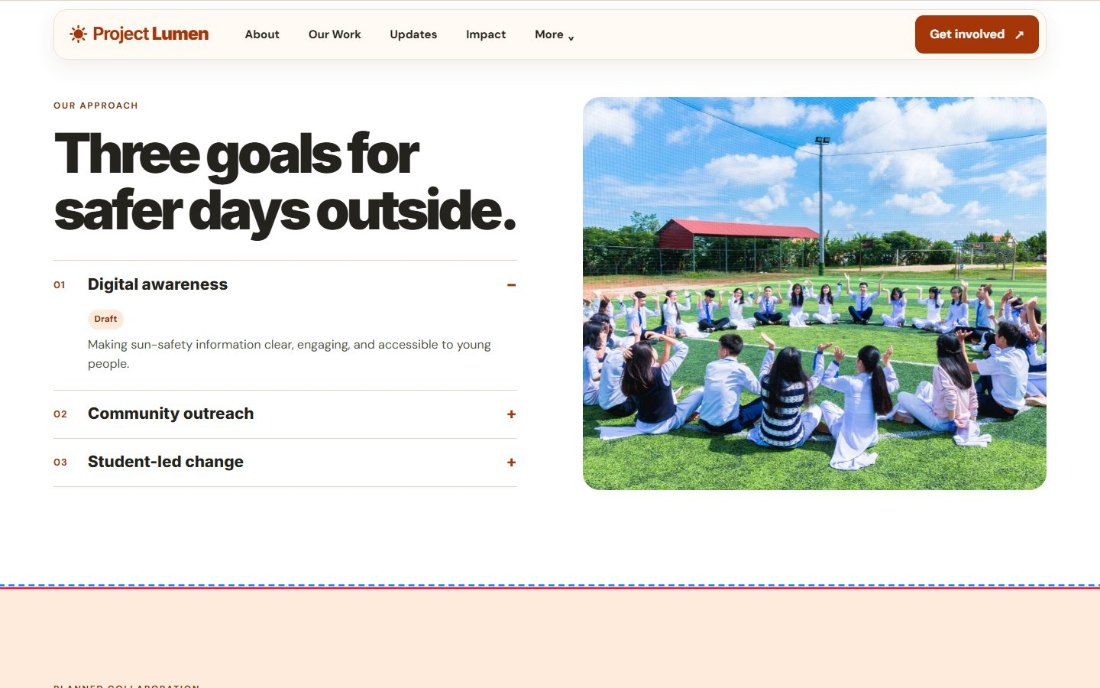 Project Lumen
About
Our Work
Updates
Impact
More
Get involved ↗
OUR APPROACH
Three goals for
safer days outside.
01 Digital awareness −
Draft
Making sun-safety information clear, engaging, and accessible to young
people.
02 Community outreach +
03 Student-led change +
PLANNED COLLABORATION